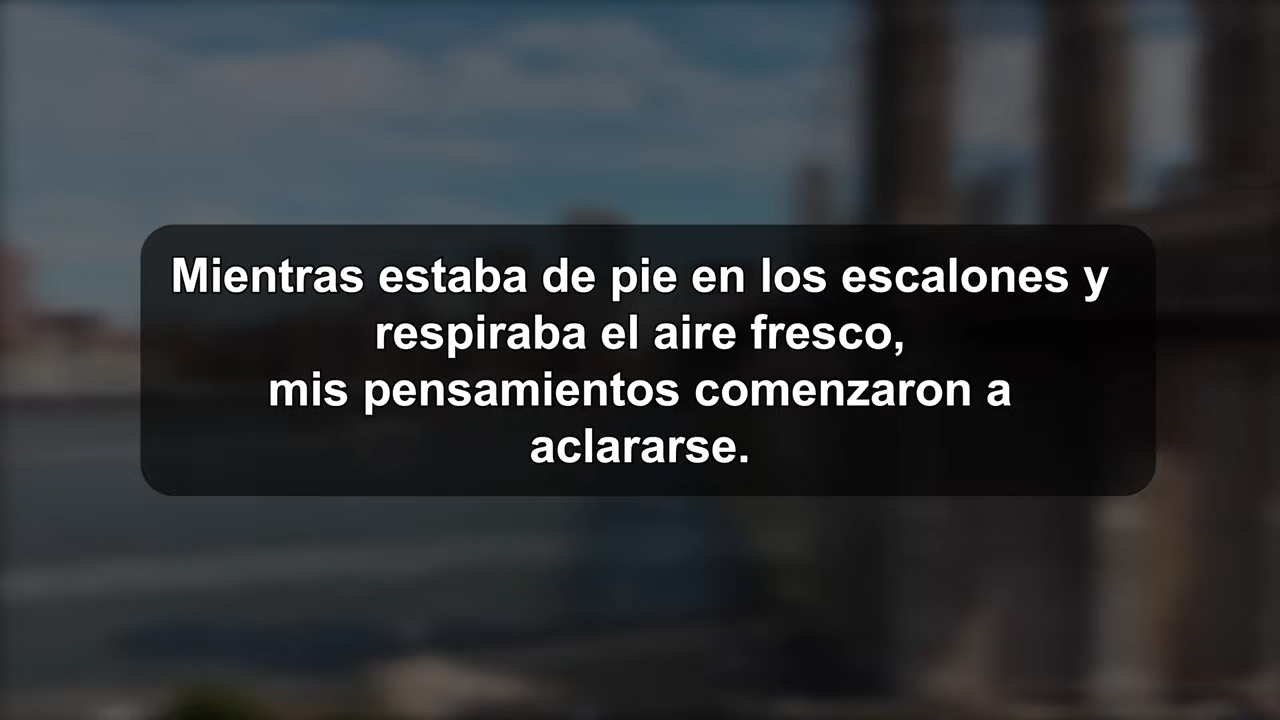 Mientras estaba de pie en los escalones y
respiraba el aire fresco,
mis pensamientos comenzaron a
aclararse.